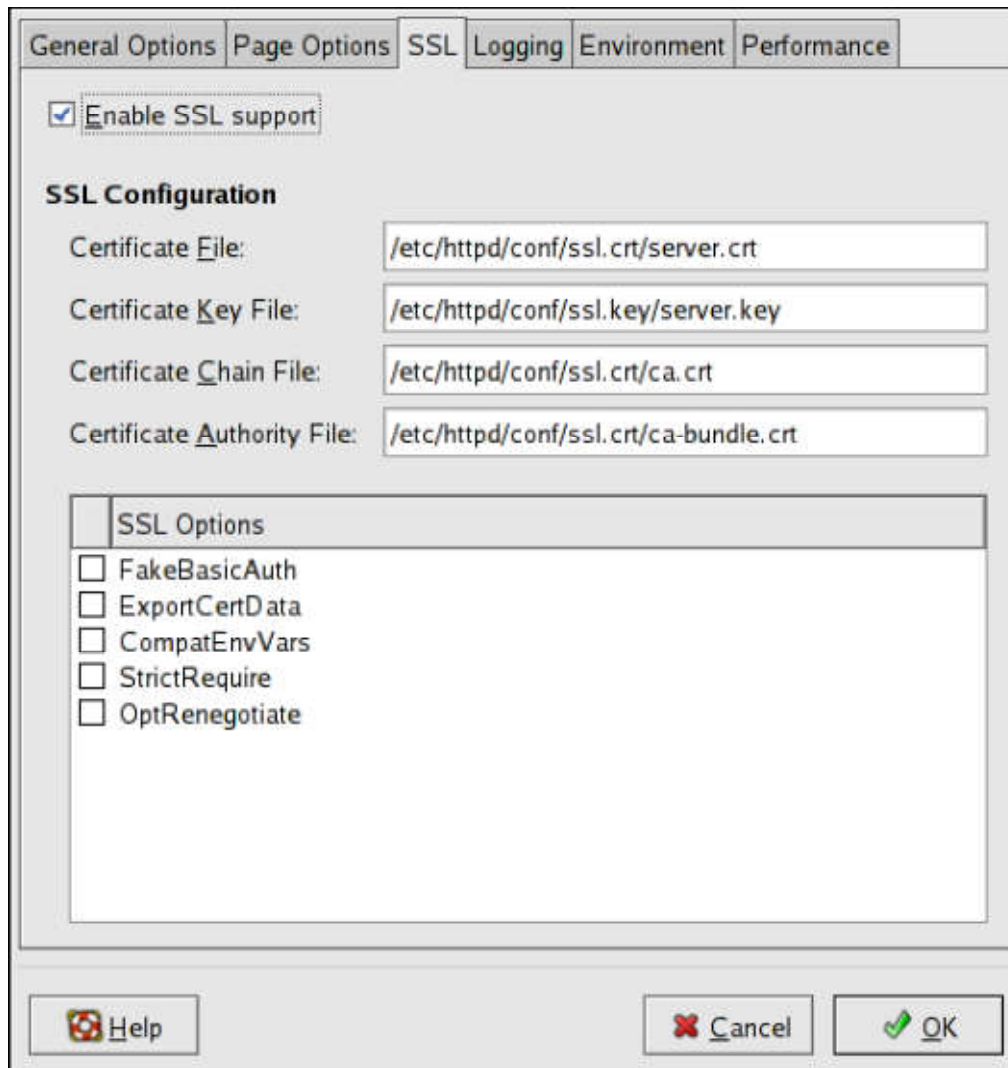 General Options Page Options SSL Logging Environment Performance
Enable SSL support
SSL Configuration
Certificate File: /etc/httpd/conf/ssl.crt/server.crt
Certificate Key File: /etc/httpd/conf/ssl.key/server.key
Certificate Chain File: /etc/httpd/conf/ssl.crt/ca.crt
Certificate Authority File: /etc/httpd/conf/ssl.crt/ca-bundle.crt
SSL Options
FakeBasicAuth
ExportCertData
CompatEnvVars
StrictRequire
OptRenegotiate
Help Cancel OK